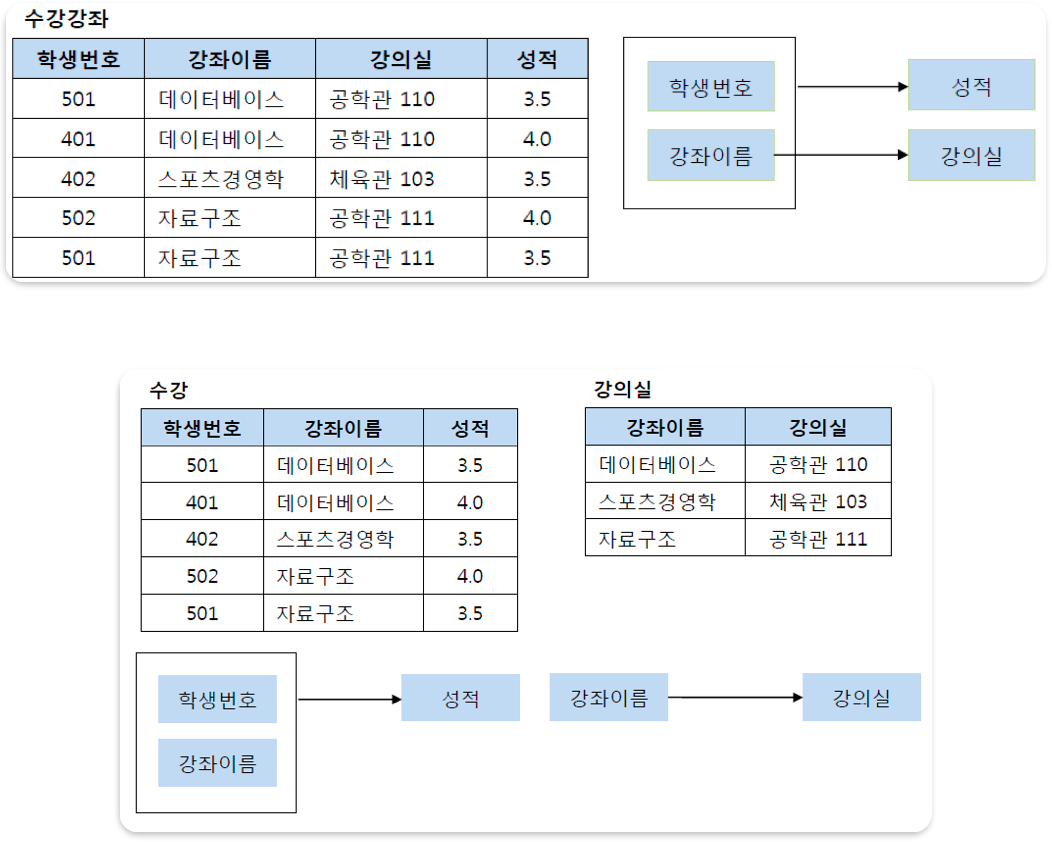 수강강좌
학생번호 강좌이름 강의실 성적
501 데이터베이스 공학관 110 3.5
401 데이터베이스 공학관 110 4.0
402 스포츠경영학 체육관 103 3.5
502 자료구조 공학관 111 4.0
501 자료구조 공학관 111 3.5
학생번호 성적
강좌이름 강의실
수강
학생번호 강좌이름 성적
501 데이터베이스 3.5
401 데이터베이스 4.0
402 스포츠경영학 3.5
502 자료구조 4.0
501 자료구조 3.5
강의실
강좌이름 강의실
데이터베이스 공학관 110
스포츠경영학 체육관 103
자료구조 공학관 111
학생번호 성적 강좌이름 강의실
강좌이름